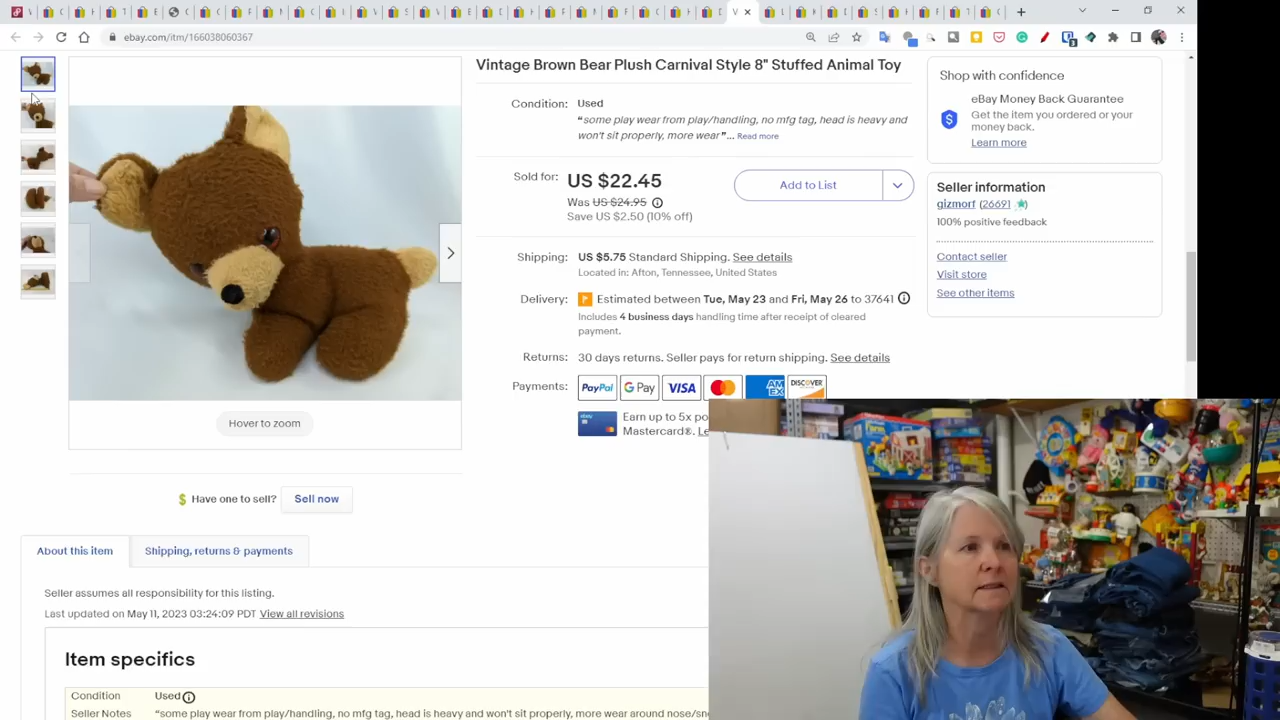 ebay.com/itm/166038060367
Vintage Brown Bear Plush Carnival Style 8" Stuffed Animal Toy
Condition: Used
“some play wear from play/handling, no mfg tag, head is heavy and
won't sit properly, more wear” ... Read more
Sold for: US $22.45
Was US $24.95
Save US $2.50 (10% off)
Add to List
Shipping: US $5.75 Standard Shipping. See details
Located in: Afton, Tennessee, United States
Delivery: Estimated between Tue, May 23 and Fri, May 26 to 37641
Includes 4 business days handling time after receipt of cleared
payment.
Returns: 30 days returns. Seller pays for return shipping. See details
Payments: PayPal G Pay VISA AM EX DISCOVER
Earn up to 5x po
Mastercard®. Le
Shop with confidence
eBay Money Back Guarantee
Get the item you ordered or your
money back.
Learn more
Seller information
gizmorf (26691)
100% positive feedback
Contact seller
Visit store
See other items
Hover to zoom
Have one to sell? Sell now
About this item
Shipping, returns & payments
Seller assumes all responsibility for this listing.
Last updated on May 11, 2023 03:24:09 PDT View all revisions
Item specifics
Condition Used
Seller Notes “some play wear from play/handling, no mfg tag, head is heavy and won't sit properly, more wear around nose/sn